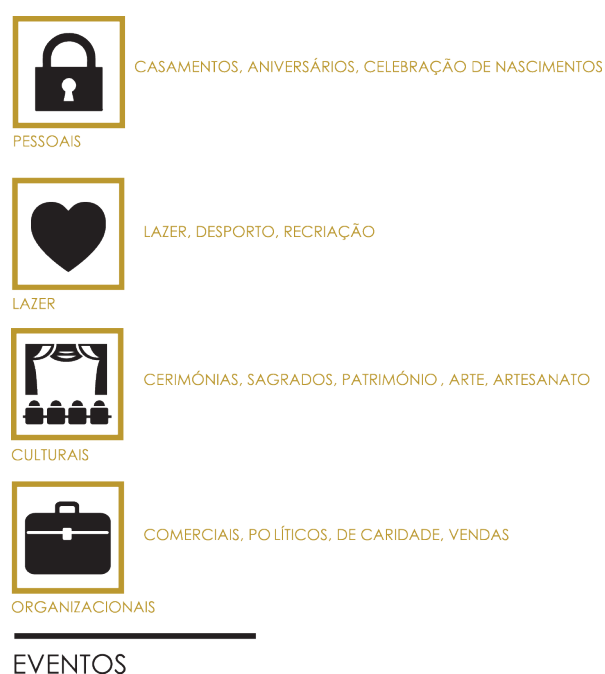 CASAMENTOS, ANIVERSÁRIOS, CELEBRAÇÃO DE NASCIMENTOS
PESSOAIS
LAZER, DESPORTO, RECRIAÇÃO
LAZER
CERIMÓNIAS, SAGRADOS, PATRIMÓNIO , ARTE, ARTESANATO
CULTURAIS
COMERCIAIS, PO LÍTICOS, DE CARIDADE, VENDAS
ORGANIZACIONAIS
EVENTOS